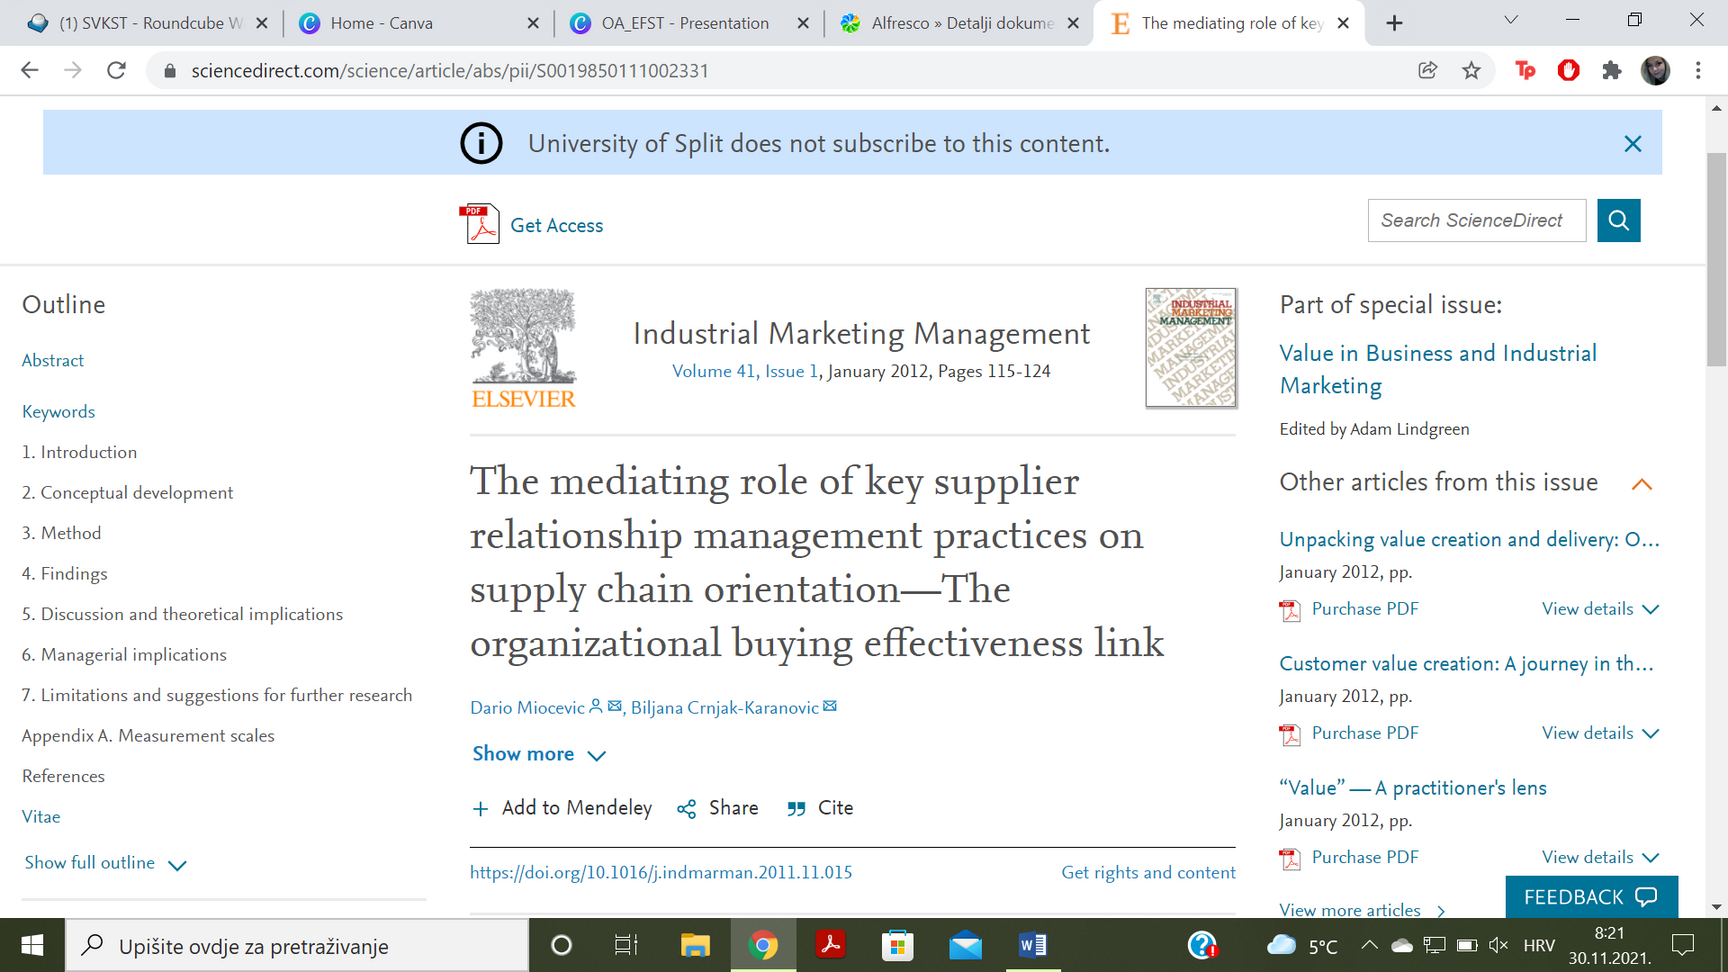 (1) SVKST - Roundcube W
Home - Canva
OA_EFST - Presentation
Alfresco » Detalji dokume
The mediating role of key
sciencedirect.com/science/article/abs/pii/S0019850111002331
University of Split does not subscribe to this content.
Get Access
Search ScienceDirect
Outline
Abstract
Keywords
1. Introduction
2. Conceptual development
3. Method
4. Findings
5. Discussion and theoretical implications
6. Managerial implications
7. Limitations and suggestions for further research
Appendix A. Measurement scales
References
Vitae
Show full outline
ELSEVIER
Industrial Marketing Management
Volume 41, Issue 1, January 2012, Pages 115-124
INDUSTRIAL
MARKETING
MANAGEMENT
The mediating role of key supplier
relationship management practices on
supply chain orientation—The
organizational buying effectiveness link
Dario Miocevic, Biljana Crnjak-Karanovic
Show more
+ Add to Mendeley Share Cite
https://doi.org/10.1016/j.indmarman.2011.11.015
Get rights and content
Part of special issue:
Value in Business and Industrial
Marketing
Edited by Adam Lindgreen
Other articles from this issue
Unpacking value creation and delivery: O...
January 2012, pp.
Purchase PDF View details
Customer value creation: A journey in th...
January 2012, pp.
Purchase PDF View details
“Value” — A practitioner's lens
January 2012, pp.
Purchase PDF View details
View more articles
FEEDBACK
Upišite ovdje za pretraživanje
5°C
HRV
8:21
30.11.2021.